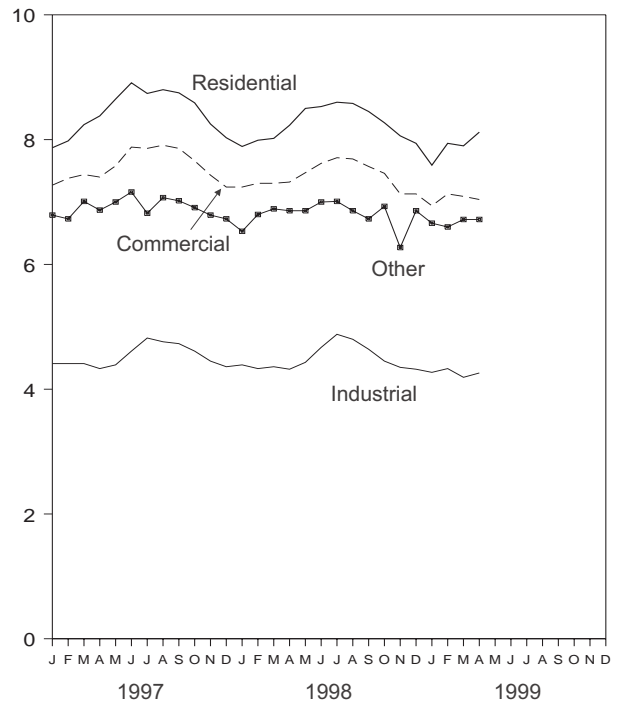 10
Residential
8
Commercial
6
Other
4
Industrial
2
0
J F M A M J J A S O N D J F M A M J J A S O N D J F M A M J J A S O N D
1997 1998 1999